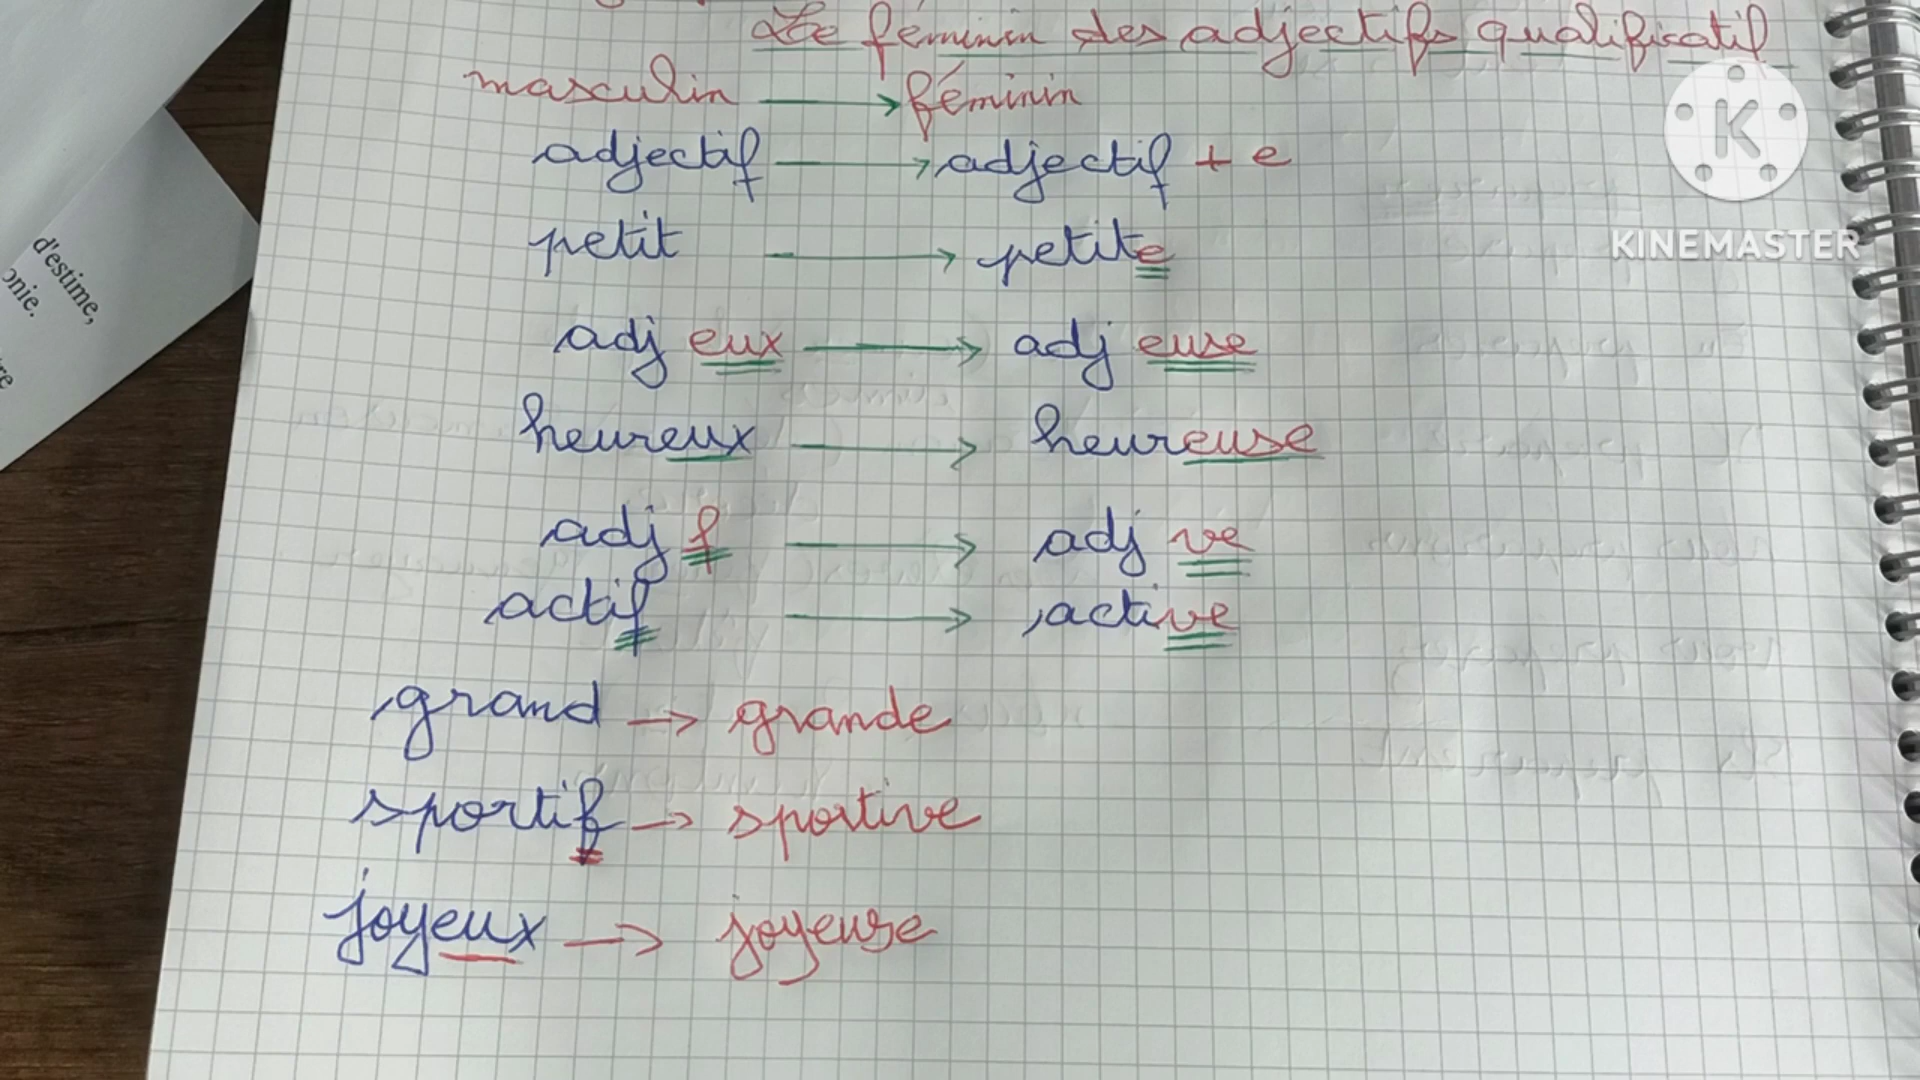 Le féminin des adjectifs qualificatif
masculin → féminin
adjectif → adjectif + e
petit → petite
adj eux → adj euse
heureux → heureuse
adj f → adj ve
actif → active
grand → grande
sportif → sportive
joyeux → joyeuse
d'estime,
onie.
KINEMASTER